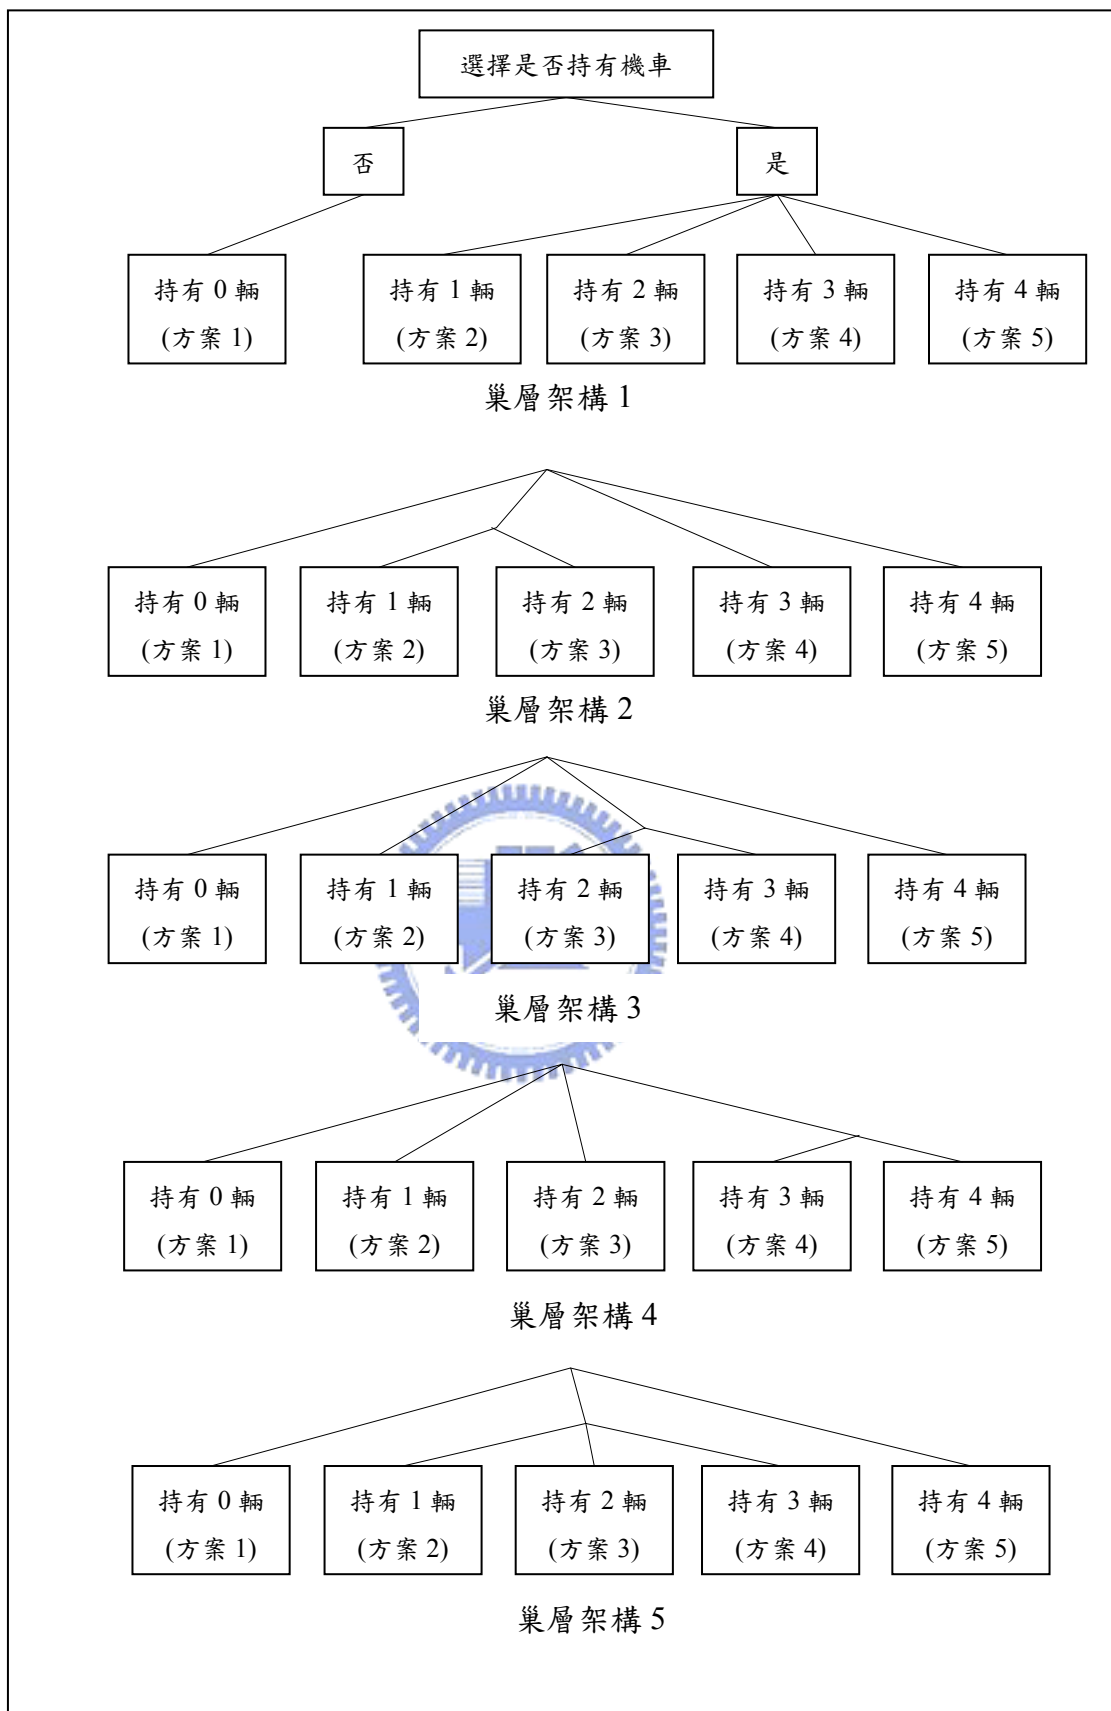 選擇是否持有機車
否 是
持有 0 輛 持有 1 輛 持有 2 輛 持有 3 輛 持有 4 輛
(方案 1) (方案 2) (方案 3) (方案 4) (方案 5)
巢層架構 1
持有 0 輛 持有 1 輛 持有 2 輛 持有 3 輛 持有 4 輛
(方案 1) (方案 2) (方案 3) (方案 4) (方案 5)
巢層架構 2
持有 0 輛 持有 1 輛 持有 2 輛 持有 3 輛 持有 4 輛
(方案 1) (方案 2) (方案 3) (方案 4) (方案 5)
巢層架構 3
持有 0 輛 持有 1 輛 持有 2 輛 持有 3 輛 持有 4 輛
(方案 1) (方案 2) (方案 3) (方案 4) (方案 5)
巢層架構 4
持有 0 輛 持有 1 輛 持有 2 輛 持有 3 輛 持有 4 輛
(方案 1) (方案 2) (方案 3) (方案 4) (方案 5)
巢層架構 5